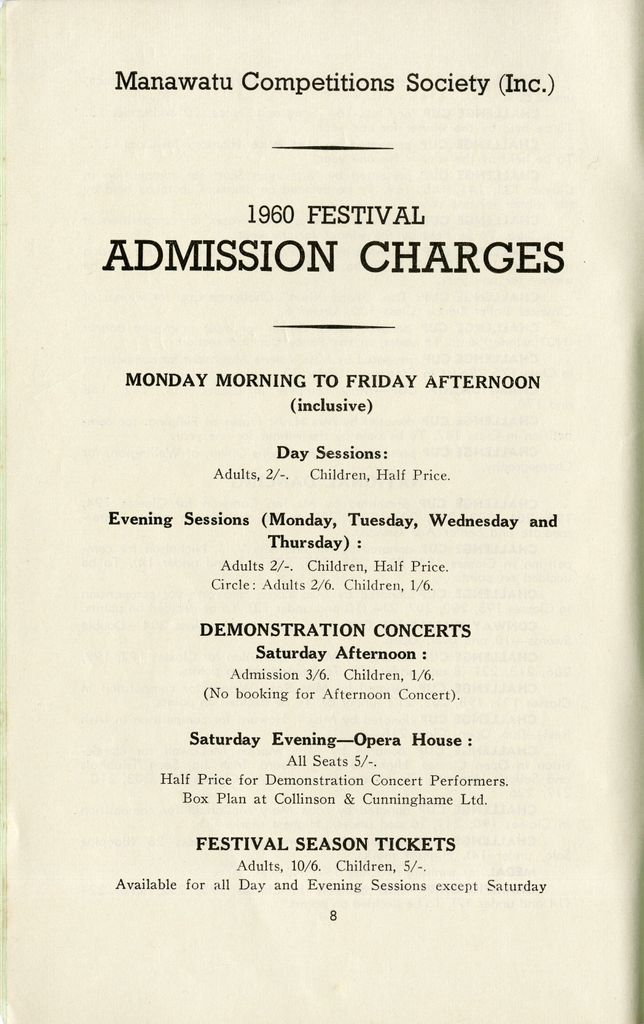 Manawatu Competitions Society (Inc.)
1960 FESTIVAL
ADMISSION CHARGES
MONDAY MORNING TO FRIDAY AFTERNOON
(inclusive)
Day Sessions:
Adults, 2/-. Children, Half Price.
Evening Sessions (Monday, Tuesday, Wednesday and
Thursday) :
Adults 2/-. Children, Half Price.
Circle: Adults 2/6. Children, 1/6.
DEMONSTRATION CONCERTS
Saturday Afternoon :
Admission 3/6. Children, 1/6.
(No booking for Afternoon Concert).
Saturday Evening—Opera House :
All Seats 5/-.
Half Price for Demonstration Concert Performers.
Box Plan at Collinson & Cunninghame Ltd.
FESTIVAL SEASON TICKETS
Adults, 10/6. Children, 5/-.
Available for all Day and Evening Sessions except Saturday
8